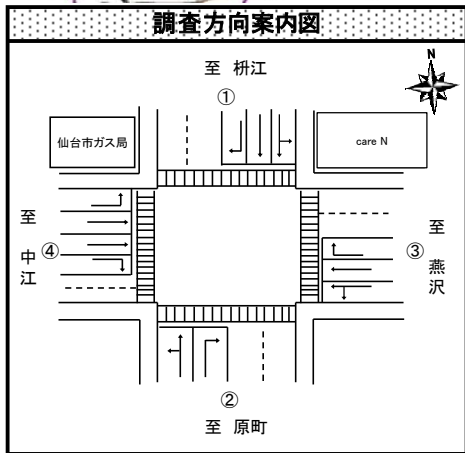 調査方向案内図
至 枡江
N
①
仙台市ガス局
care N
至 中江
④
③
至 燕沢
②
至 原町